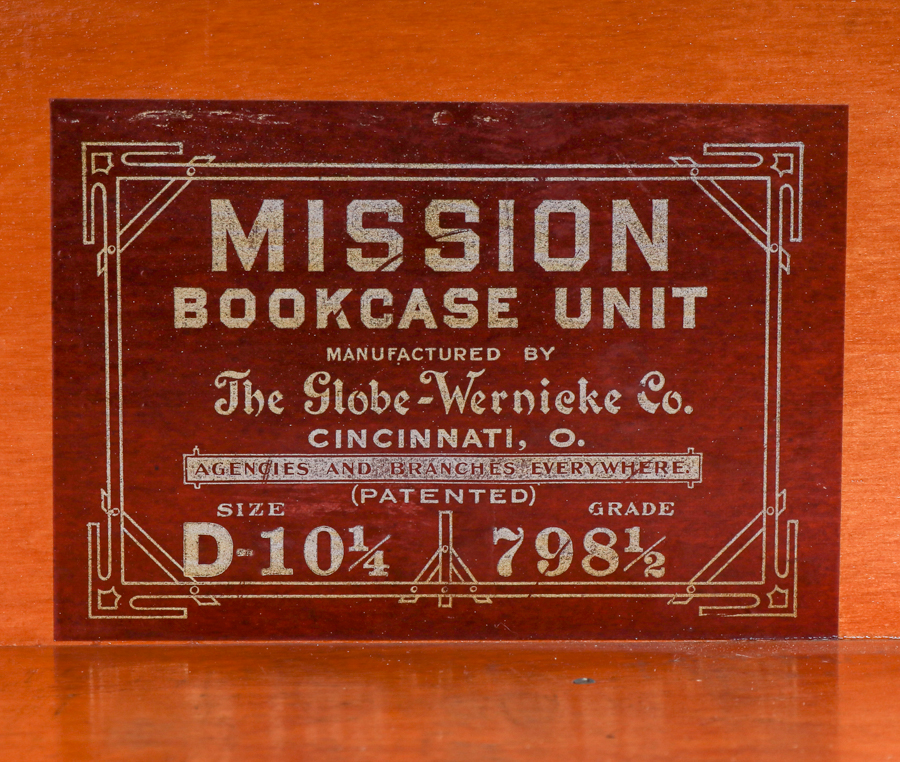 MISSION
BOOKCASE UNIT
MANUFACTURED BY
The Globe-Wernicke Co.
CINCINNATI, O.
AGENCIES AND BRANCHES EVERYWHERE.
(PATENTED)
SIZE GRADE
D-10¼ 798½